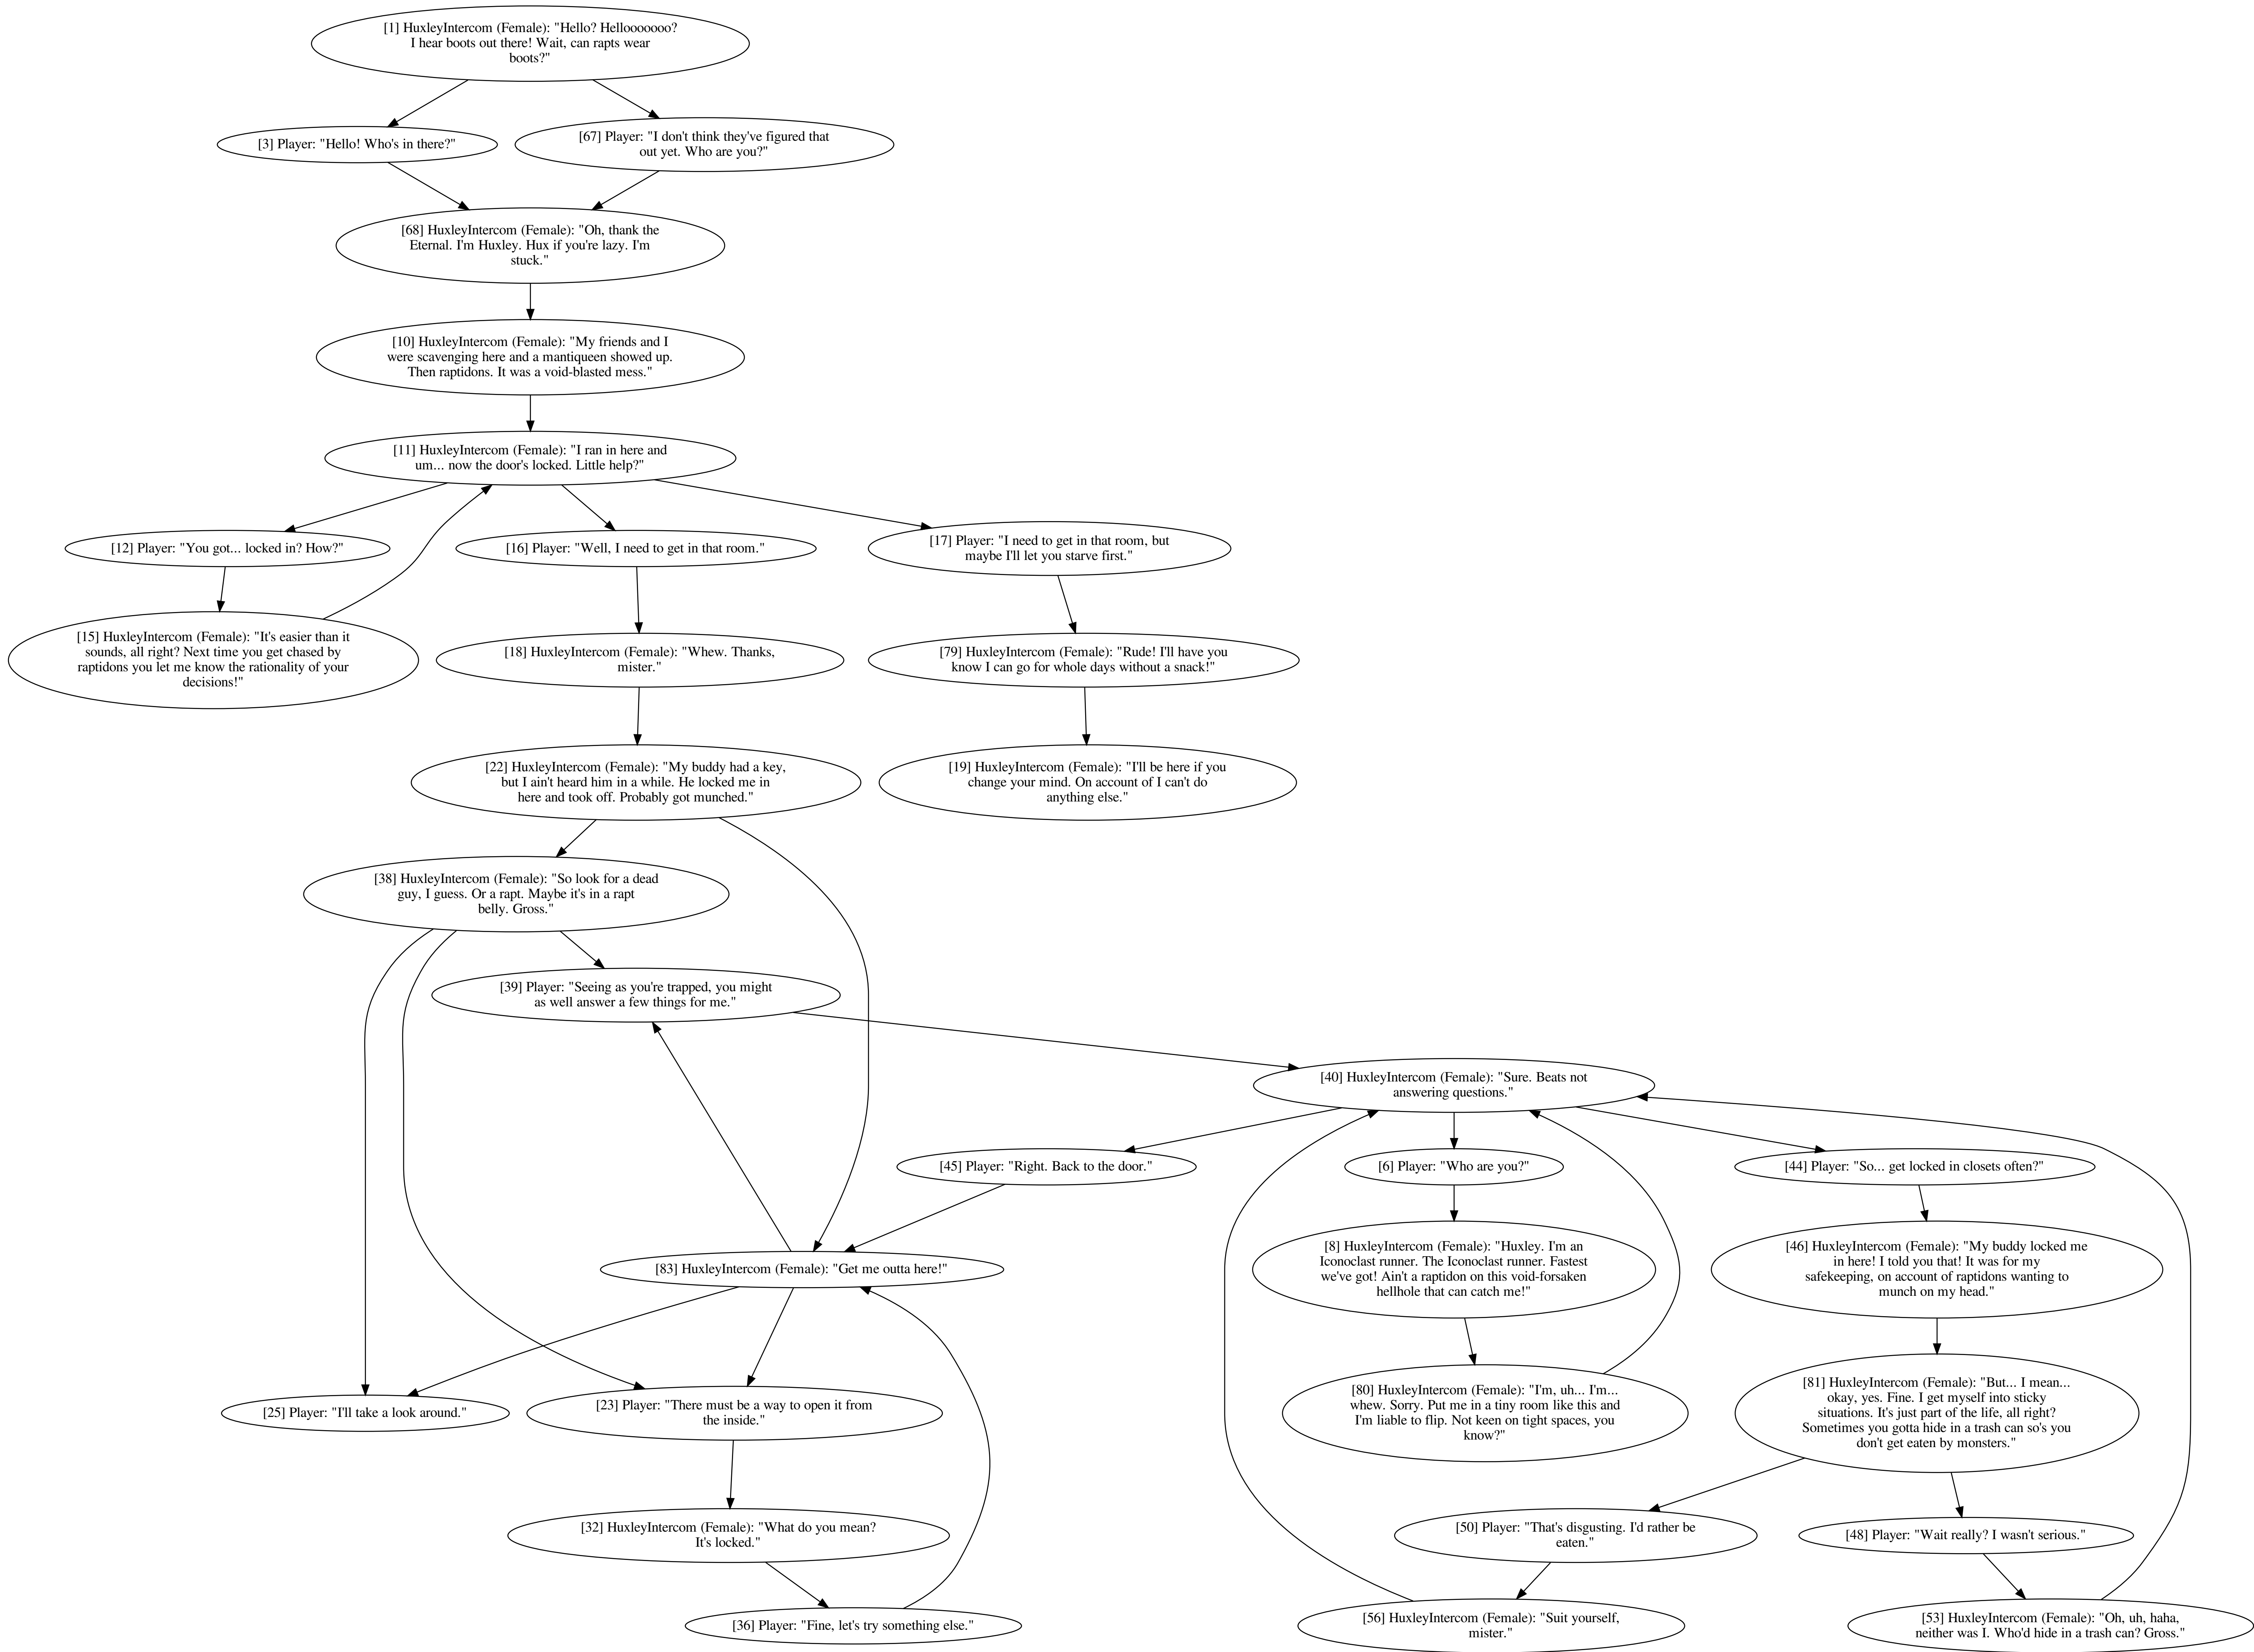 [1] HuxleyIntercom (Female): "Hello? Hellooooooo?
I hear boots out there! Wait, can rapts wear
boots?"
[3] Player: "Hello! Who's in there?"
[67] Player: "I don't think they've figured that
out yet. Who are you?"
[68] HuxleyIntercom (Female): "Oh, thank the
Eternal. I'm Huxley. Hux if you're lazy. I'm
stuck."
[10] HuxleyIntercom (Female): "My friends and I
were scavenging here and a mantiqueen showed up.
Then raptidons. It was a void-blasted mess."
[11] HuxleyIntercom (Female): "I ran in here and
um... now the door's locked. Little help?"
[12] Player: "You got... locked in? How?"
[16] Player: "Well, I need to get in that room."
[17] Player: "I need to get in that room, but
maybe I'll let you starve first."
[15] HuxleyIntercom (Female): "It's easier than it
sounds, all right? Next time you get chased by
raptidons you let me know the rationality of your
decisions!"
[18] HuxleyIntercom (Female): "Whew. Thanks,
mister."
[79] HuxleyIntercom (Female): "Rude! I'll have you
know I can go for whole days without a snack!"
[22] HuxleyIntercom (Female): "My buddy had a key,
but I ain't heard him in a while. He locked me in
here and took off. Probably got munched."
[19] HuxleyIntercom (Female): "I'll be here if you
change your mind. On account of I can't do
anything else."
[38] HuxleyIntercom (Female): "So look for a dead
guy, I guess. Or a rapt. Maybe it's in a rapt
belly. Gross."
[39] Player: "Seeing as you're trapped, you might
as well answer a few things for me."
[40] HuxleyIntercom (Female): "Sure. Beats not
answering questions."
[45] Player: "Right. Back to the door."
[6] Player: "Who are you?"
[44] Player: "So... get locked in closets often?"
[83] HuxleyIntercom (Female): "Get me outta here!"
[8] HuxleyIntercom (Female): "Huxley. I'm an
Iconoclast runner. The Iconoclast runner. Fastest
we've got! Ain't a raptidon on this void-forsaken
hellhole that can catch me!"
[46] HuxleyIntercom (Female): "My buddy locked me
in here! I told you that! It was for my
safekeeping, on account of raptidons wanting to
munch on my head."
[25] Player: "I'll take a look around."
[23] Player: "There must be a way to open it from
the inside."
[80] HuxleyIntercom (Female): "I'm, uh... I'm...
whew. Sorry. Put me in a tiny room like this and
I'm liable to flip. Not keen on tight spaces, you
know?"
[81] HuxleyIntercom (Female): "But... I mean...
okay, yes. Fine. I get myself into sticky
situations. It's just part of the life, all right?
Sometimes you gotta hide in a trash can so's you
don't get eaten by monsters."
[32] HuxleyIntercom (Female): "What do you mean?
It's locked."
[50] Player: "That's disgusting. I'd rather be
eaten."
[48] Player: "Wait really? I wasn't serious."
[36] Player: "Fine, let's try something else."
[56] HuxleyIntercom (Female): "Suit yourself,
mister."
[53] HuxleyIntercom (Female): "Oh, uh, haha,
neither was I. Who'd hide in a trash can? Gross."